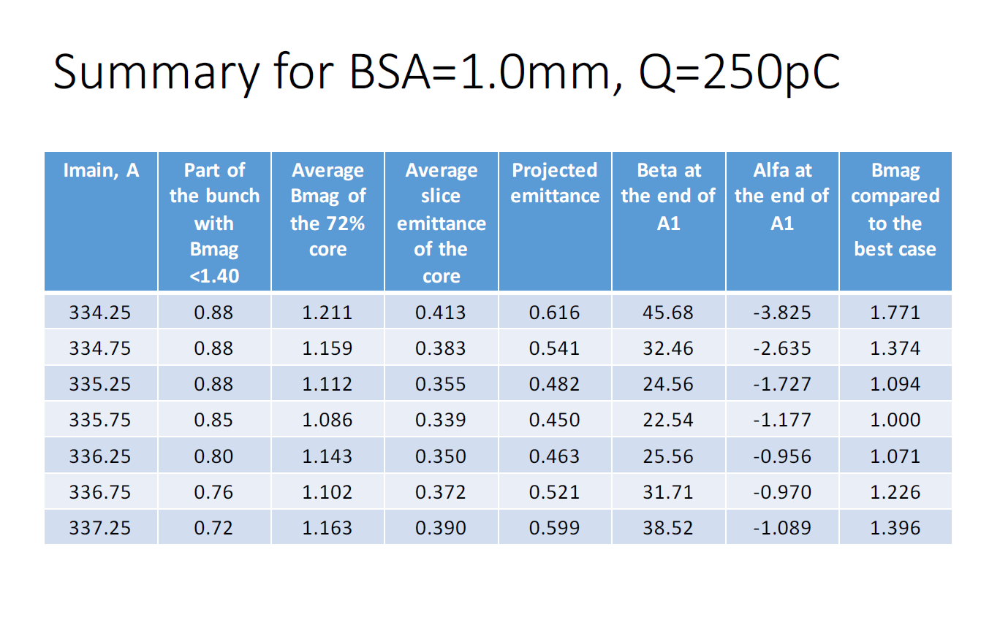 Summary for BSA=1.0mm, Q=250pC
Imain, A
Part of
the bunch
with
Bmag
<1.40
Average
Bmag of
the 72%
core
Average
slice
emittance
of the
core
Projected
emittance
Beta at
the end of
A1
Alfa at
the end of
A1
Bmag
compared
to the
best case
334.25 0.88 1.211 0.413 0.616 45.68 -3.825 1.771
334.75 0.88 1.159 0.383 0.541 32.46 -2.635 1.374
335.25 0.88 1.112 0.355 0.482 24.56 -1.727 1.094
335.75 0.85 1.086 0.339 0.450 22.54 -1.177 1.000
336.25 0.80 1.143 0.350 0.463 25.56 -0.956 1.071
336.75 0.76 1.102 0.372 0.521 31.71 -0.970 1.226
337.25 0.72 1.163 0.390 0.599 38.52 -1.089 1.396